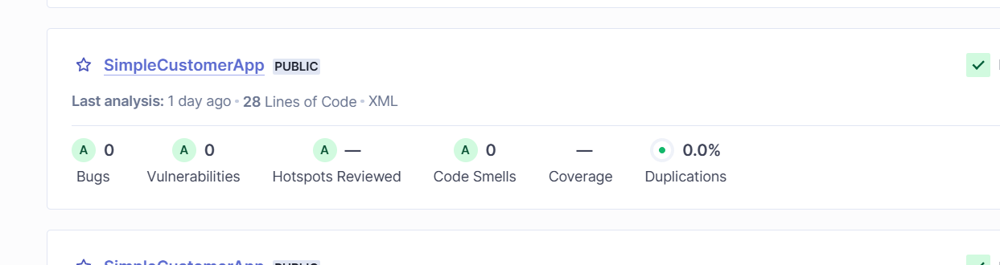 SimpleCustomerApp PUBLIC
Last analysis: 1 day ago • 28 Lines of Code • XML
A 0 A 0 A — A 0 — 0.0%
Bugs Vulnerabilities Hotspots Reviewed Code Smells Coverage Duplications
SimpleCustomerApp PUBLIC